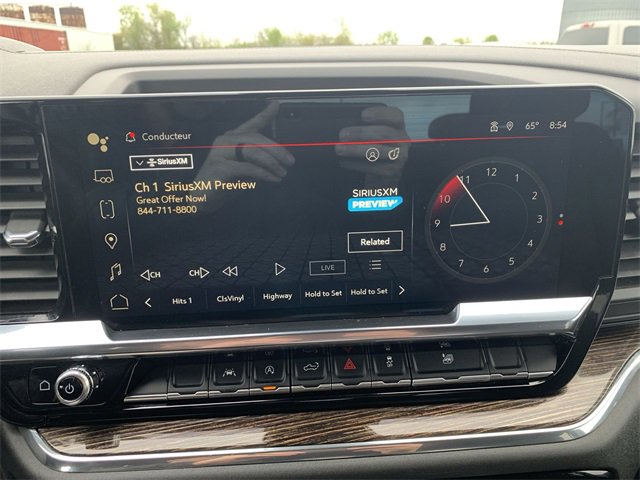 Conducteur
65° 8:54
SiriusXM
Ch 1 SiriusXM Preview
Great Offer Now!
844-711-8800
SIRIUSXM
PREVIEW
Related
CH CH LIVE
Hits 1 ClsVinyl Highway Hold to Set Hold to Set
12
1
2
3
4
5
6
7
8
9
10
11